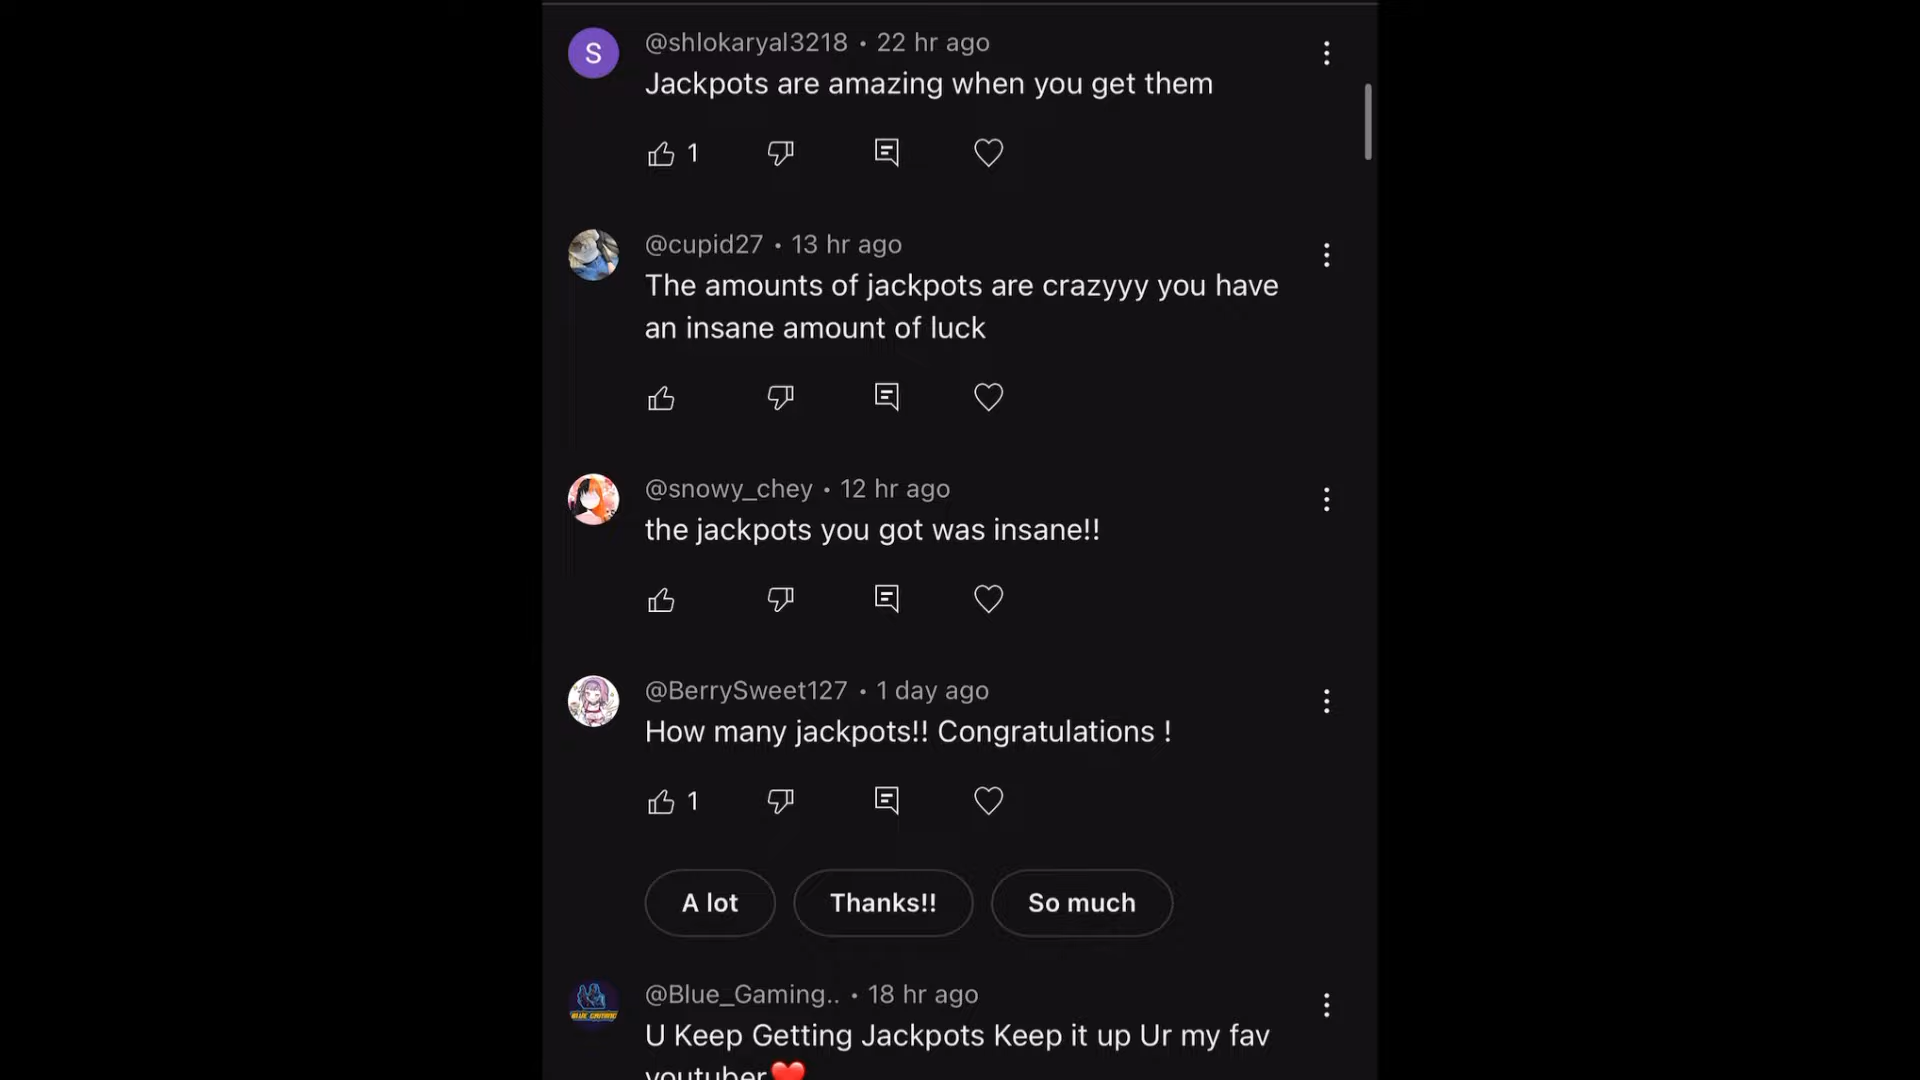 S
@shlokaryal3218 • 22 hr ago
Jackpots are amazing when you get them
1
@cupid27 • 13 hr ago
The amounts of jackpots are crazyyy you have
an insane amount of luck
@snowy_chey • 12 hr ago
the jackpots you got was insane!!
@BerrySweet127 • 1 day ago
How many jackpots!! Congratulations !
1
A lot
Thanks!!
So much
BLUE GAMING
@Blue_Gaming.. • 18 hr ago
U Keep Getting Jackpots Keep it up Ur my fav
youtuber❤️